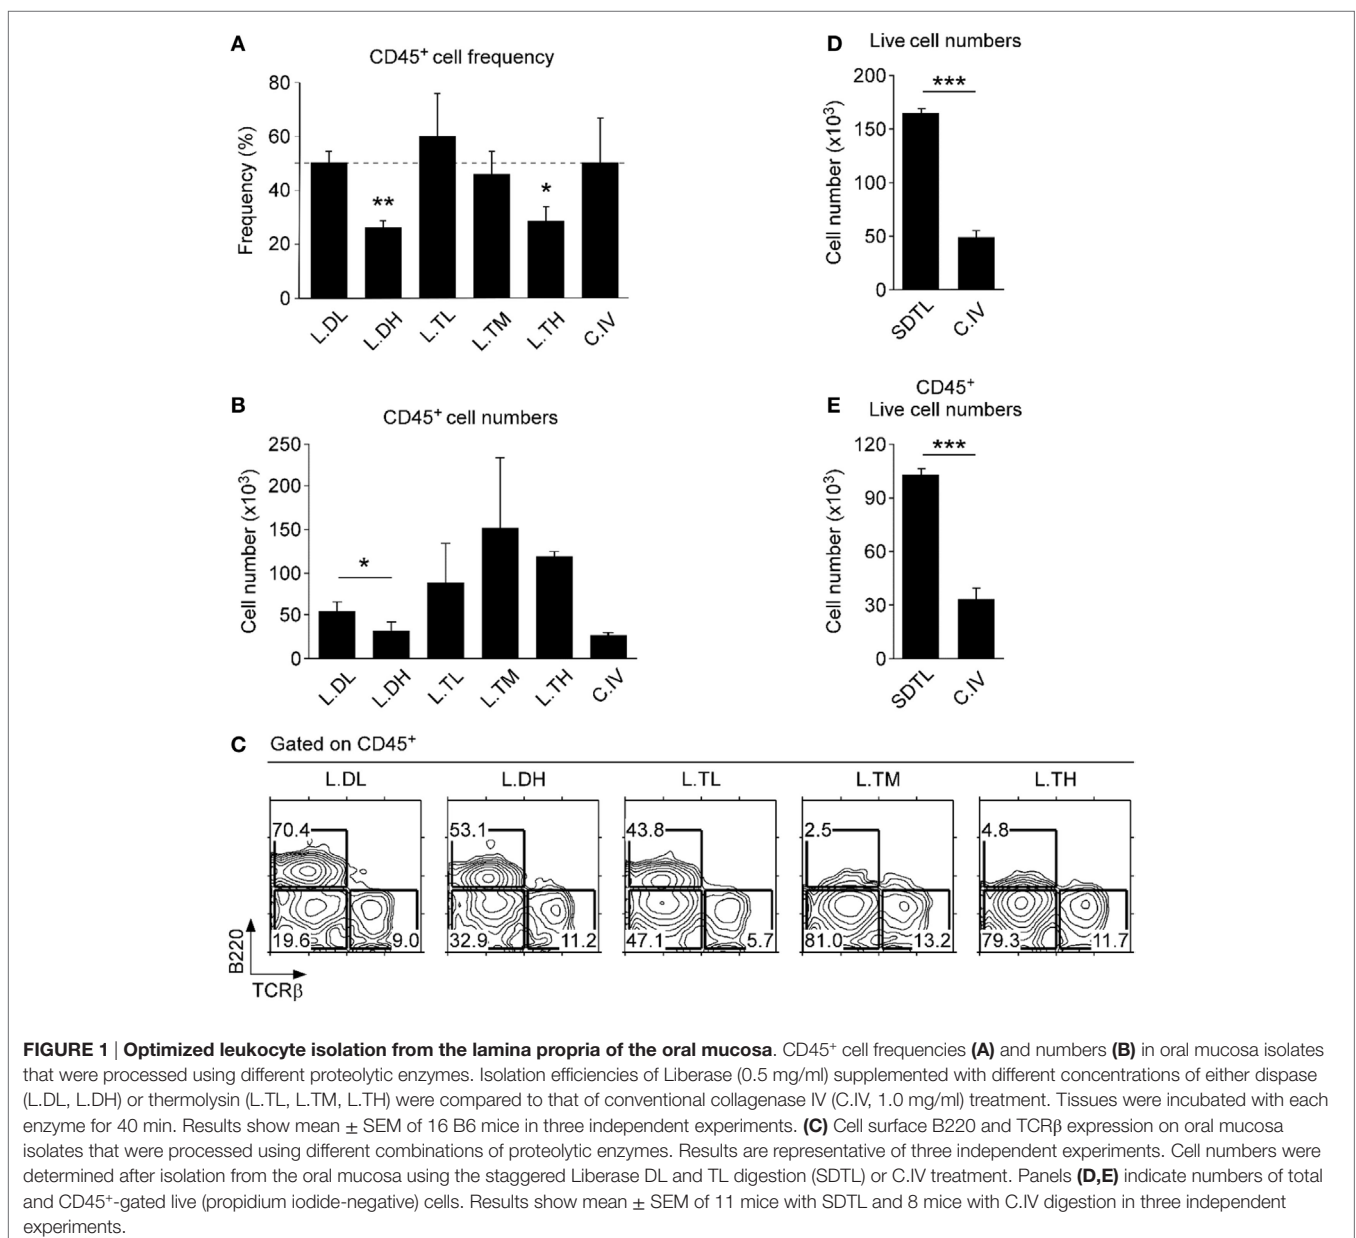 A
CD45⁺ cell frequency
Frequency (%)
80
60
40
20
0
**
*
L.DL
L.DH
L.TL
L.TM
L.TH
C.IV
D
Live cell numbers
Cell number (x10³)
200
150
100
50
0
***
SDTL
C.IV
B
CD45⁺ cell numbers
Cell number (x10³)
250
200
150
100
50
0
*
L.DL
L.DH
L.TL
L.TM
L.TH
C.IV
E
CD45⁺
Live cell numbers
Cell number (x10³)
120
90
60
30
0
***
SDTL
C.IV
C Gated on CD45⁺
L.DL L.DH L.TL L.TM L.TH
70.4 53.1 43.8 2.5 4.8
19.6 9.0 32.9 11.2 47.1 5.7 81.0 13.2 79.3 11.7
B220
TCRβ
FIGURE 1 | Optimized leukocyte isolation from the lamina propria of the oral mucosa. CD45⁺ cell frequencies (A) and numbers (B) in oral mucosa isolates
that were processed using different proteolytic enzymes. Isolation efficiencies of Liberase (0.5 mg/ml) supplemented with different concentrations of either dispase
(L.DL, L.DH) or thermolysin (L.TL, L.TM, L.TH) were compared to that of conventional collagenase IV (C.IV, 1.0 mg/ml) treatment. Tissues were incubated with each
enzyme for 40 min. Results show mean ± SEM of 16 B6 mice in three independent experiments. (C) Cell surface B220 and TCRβ expression on oral mucosa
isolates that were processed using different combinations of proteolytic enzymes. Results are representative of three independent experiments. Cell numbers were
determined after isolation from the oral mucosa using the staggered Liberase DL and TL digestion (SDTL) or C.IV treatment. Panels (D,E) indicate numbers of total
and CD45⁺-gated live (propidium iodide-negative) cells. Results show mean ± SEM of 11 mice with SDTL and 8 mice with C.IV digestion in three independent
experiments.